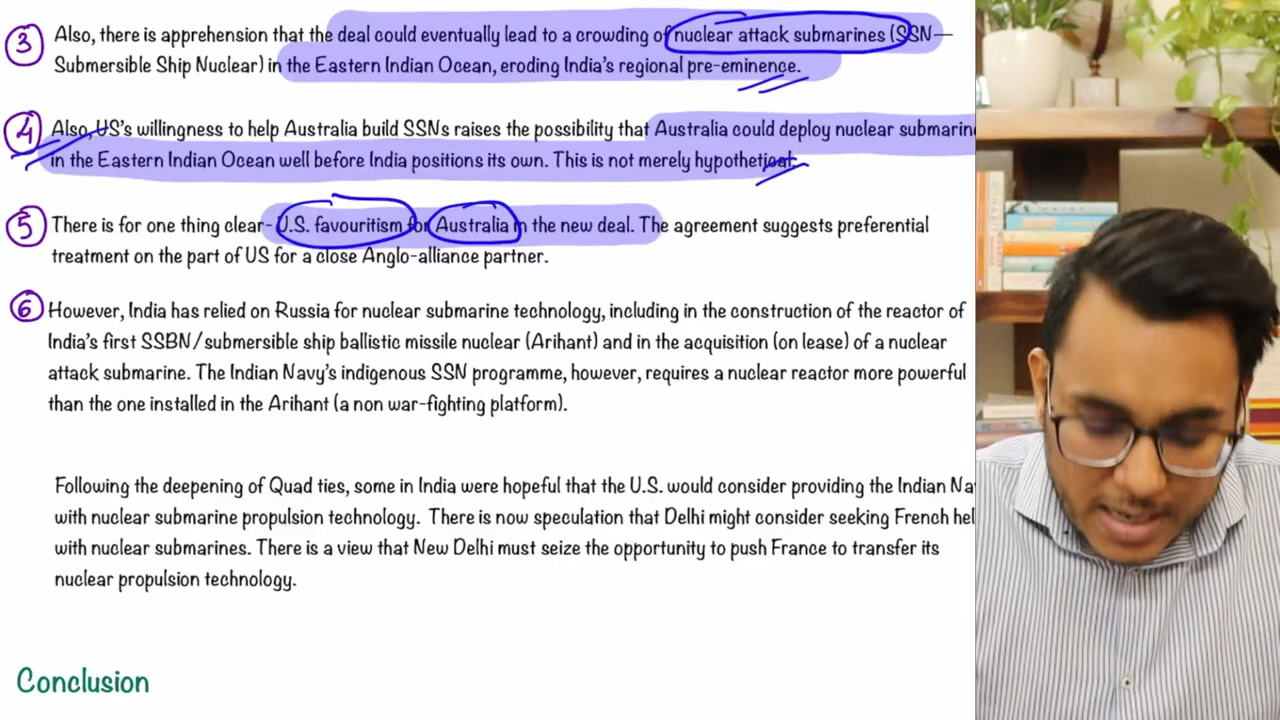 3 Also, there is apprehension that the deal could eventually lead to a crowding of nuclear attack submarines (SSN—
Submersible Ship Nuclear) in the Eastern Indian Ocean, eroding India's regional pre-eminence.
4 Also, US's willingness to help Australia build SSNs raises the possibility that Australia could deploy nuclear submarin
in the Eastern Indian Ocean well before India positions its own. This is not merely hypothetical.
5 There is for one thing clear- U.S. favouritism for Australia in the new deal. The agreement suggests preferential
treatment on the part of US for a close Anglo-alliance partner.
6 However, India has relied on Russia for nuclear submarine technology, including in the construction of the reactor of
India's first SSBN/submersible ship ballistic missile nuclear (Arihant) and in the acquisition (on lease) of a nuclear
attack submarine. The Indian Navy's indigenous SSN programme, however, requires a nuclear reactor more powerful
than the one installed in the Arihant (a non war-fighting platform).
Following the deepening of Quad ties, some in India were hopeful that the U.S. would consider providing the Indian Na
with nuclear submarine propulsion technology. There is now speculation that Delhi might consider seeking French hel
with nuclear submarines. There is a view that New Delhi must seize the opportunity to push France to transfer its
nuclear propulsion technology.
Conclusion